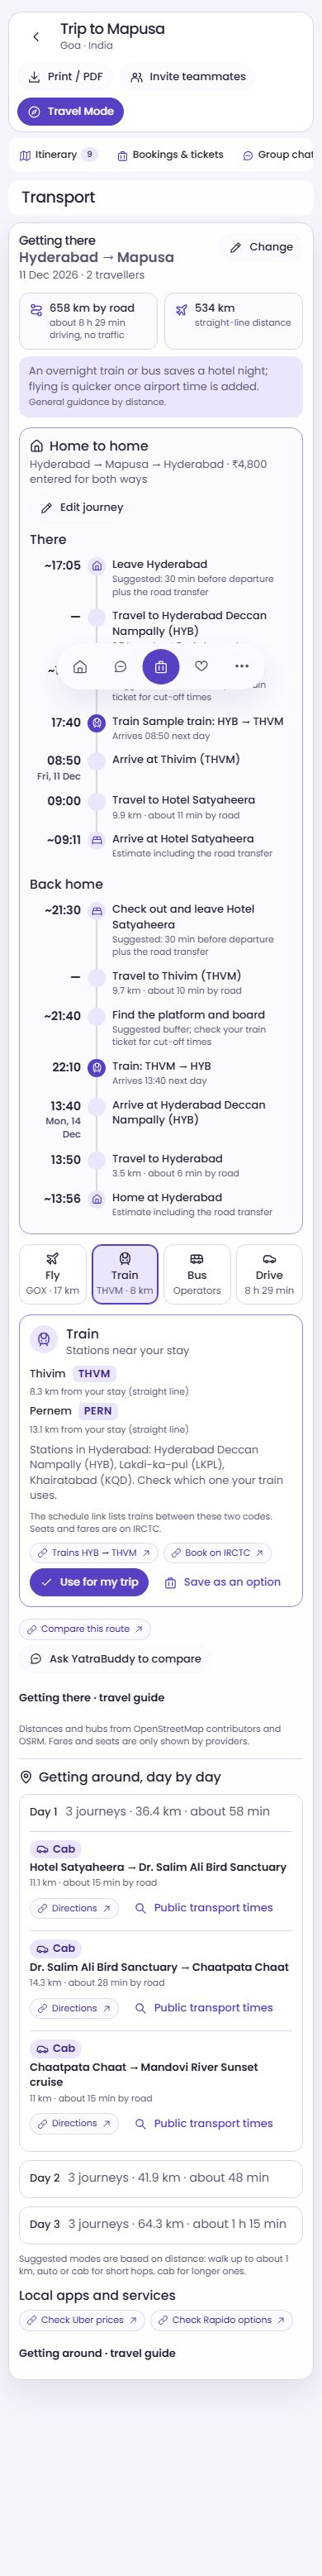 Trip to Mapusa
Goa · India
Print / PDF
Invite teammates
Travel Mode
Itinerary 9
Bookings & tickets
Group chat
Transport
Getting there
Hyderabad → Mapusa
11 Dec 2026 · 2 travellers
Change
658 km by road
about 8 h 29 min
driving, no traffic
534 km
straight-line distance
An overnight train or bus saves a hotel night;
flying is quicker once airport time is added.
General guidance by distance.
Home to home
Hyderabad → Mapusa → Hyderabad · ₹4,800
entered for both ways
Edit journey
There
~17:05
Leave Hyderabad
Suggested: 30 min before departure
plus the road transfer
—
Travel to Hyderabad Deccan
Nampally (HYB)
ticket for cut-off times
17:40
Train Sample train: HYB → THVM
Arrives 08:50 next day
08:50
Fri, 11 Dec
Arrive at Thivim (THVM)
09:00
Travel to Hotel Satyaheera
9.9 km · about 11 min by road
~09:11
Arrive at Hotel Satyaheera
Estimate including the road transfer
Back home
~21:30
Check out and leave Hotel
Satyaheera
Suggested: 30 min before departure
plus the road transfer
—
Travel to Thivim (THVM)
9.7 km · about 10 min by road
~21:40
Find the platform and board
Suggested buffer; check your train
ticket for cut-off times
22:10
Train: THVM → HYB
Arrives 13:40 next day
13:40
Mon, 14
Dec
Arrive at Hyderabad Deccan
Nampally (HYB)
13:50
Travel to Hyderabad
3.5 km · about 6 min by road
~13:56
Home at Hyderabad
Estimate including the road transfer
Fly
GOX · 17 km
Train
THVM · 8 km
Bus
Operators
Drive
8 h 29 min
Train
Stations near your stay
Thivim THVM
8.3 km from your stay (straight line)
Pernem PERN
13.1 km from your stay (straight line)
Stations in Hyderabad: Hyderabad Deccan
Nampally (HYB), Lakdi-ka-pul (LKPL),
Khairatabad (KQD). Check which one your train
uses.
The schedule link lists trains between these two codes.
Seats and fares are on IRCTC.
Trains HYB → THVM
Book on IRCTC
Use for my trip
Save as an option
Compare this route
Ask YatraBuddy to compare
Getting there · travel guide
Distances and hubs from OpenStreetMap contributors and
OSRM. Fares and seats are only shown by providers.
Getting around, day by day
Day 1 3 journeys · 36.4 km · about 58 min
Cab
Hotel Satyaheera → Dr. Salim Ali Bird Sanctuary
11.1 km · about 15 min by road
Directions
Public transport times
Cab
Dr. Salim Ali Bird Sanctuary → Chaatpata Chaat
14.3 km · about 28 min by road
Directions
Public transport times
Cab
Chaatpata Chaat → Mandovi River Sunset
cruise
11 km · about 15 min by road
Directions
Public transport times
Day 2 3 journeys · 41.9 km · about 48 min
Day 3 3 journeys · 64.3 km · about 1 h 15 min
Suggested modes are based on distance: walk up to about 1
km, auto or cab for short hops, cab for longer ones.
Local apps and services
Check Uber prices
Check Rapido options
Getting around · travel guide